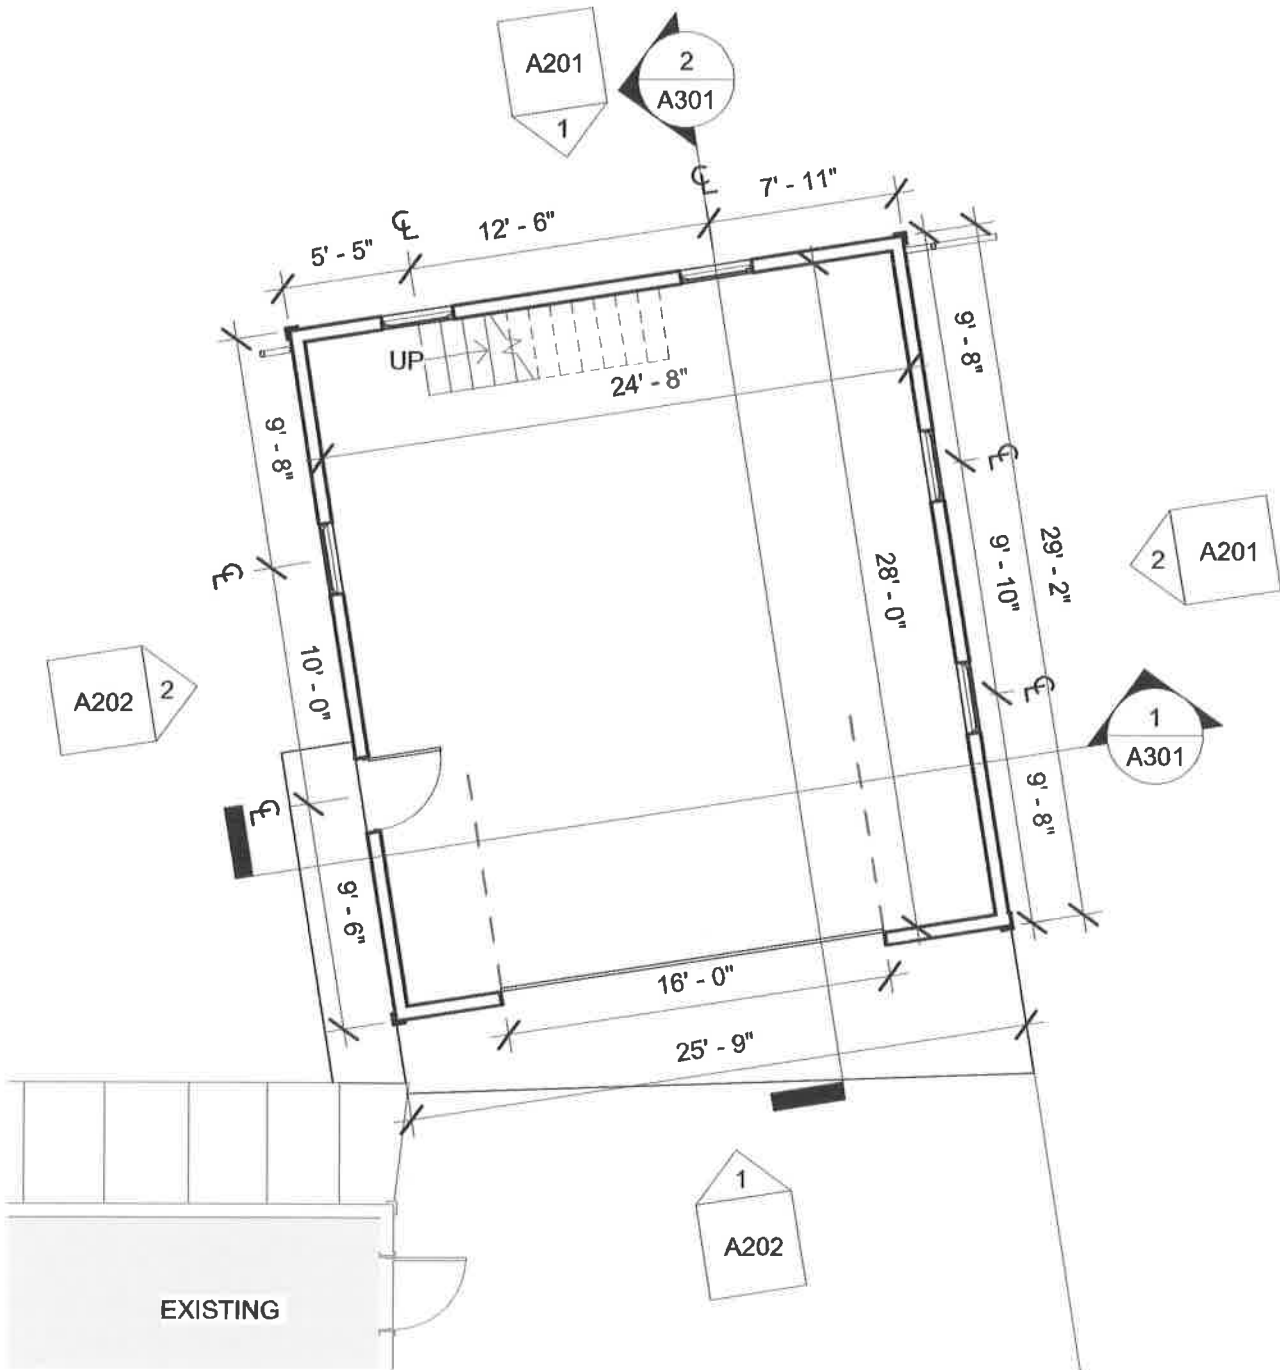 A201
1
2
A301
℄
7' - 11"
℄
12' - 6"
5' - 5"
UP
24' - 8"
9' - 8"
9' - 8"
℄
℄
28' - 0"
9' - 10"
29' - 2"
2
A201
A202
2
10' - 0"
℄
1
A301
℄
9' - 8"
9' - 6"
16' - 0"
25' - 9"
1
A202
EXISTING